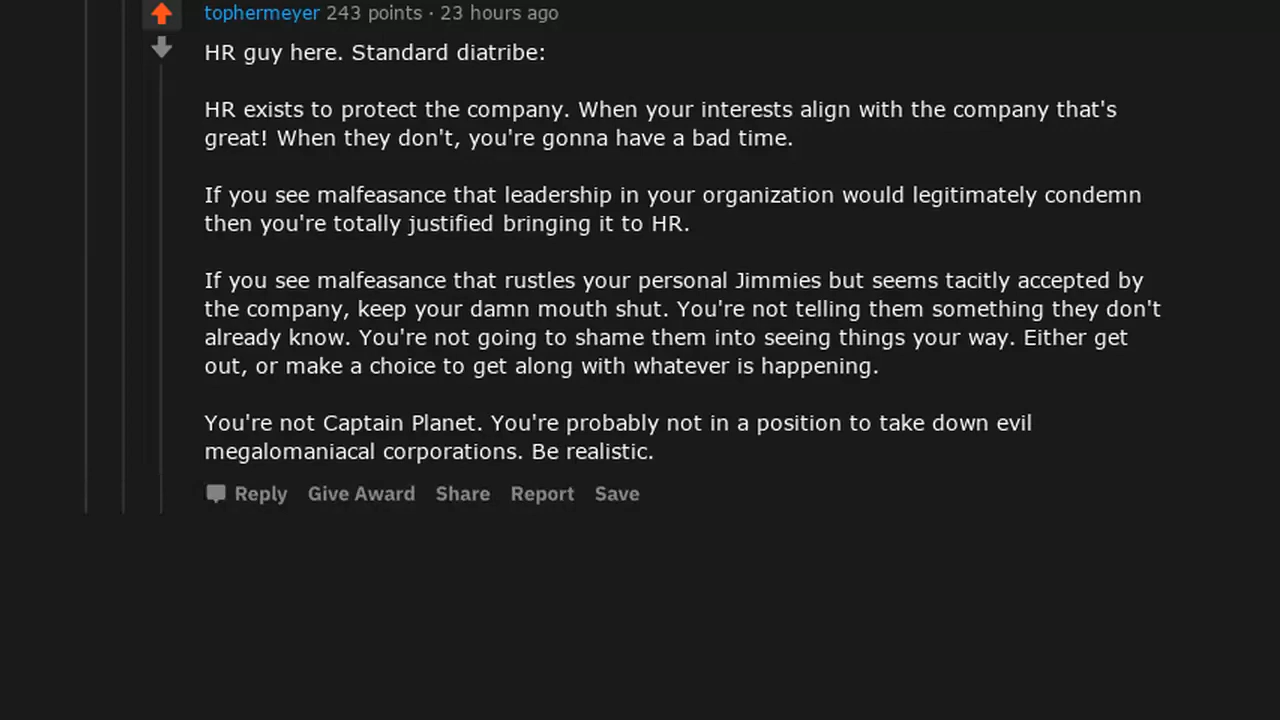 tophermeyer 243 points · 23 hours ago
HR guy here. Standard diatribe:
HR exists to protect the company. When your interests align with the company that's
great! When they don't, you're gonna have a bad time.
If you see malfeasance that leadership in your organization would legitimately condemn
then you're totally justified bringing it to HR.
If you see malfeasance that rustles your personal Jimmies but seems tacitly accepted by
the company, keep your damn mouth shut. You're not telling them something they don't
already know. You're not going to shame them into seeing things your way. Either get
out, or make a choice to get along with whatever is happening.
You're not Captain Planet. You're probably not in a position to take down evil
megalomaniacal corporations. Be realistic.
Reply Give Award Share Report Save